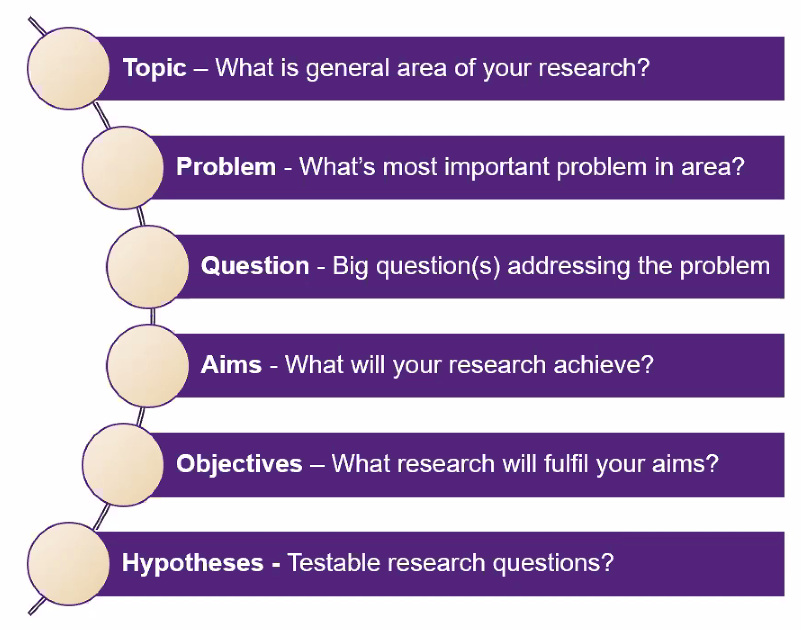 Topic – What is general area of your research?
Problem - What’s most important problem in area?
Question - Big question(s) addressing the problem
Aims - What will your research achieve?
Objectives – What research will fulfil your aims?
Hypotheses - Testable research questions?